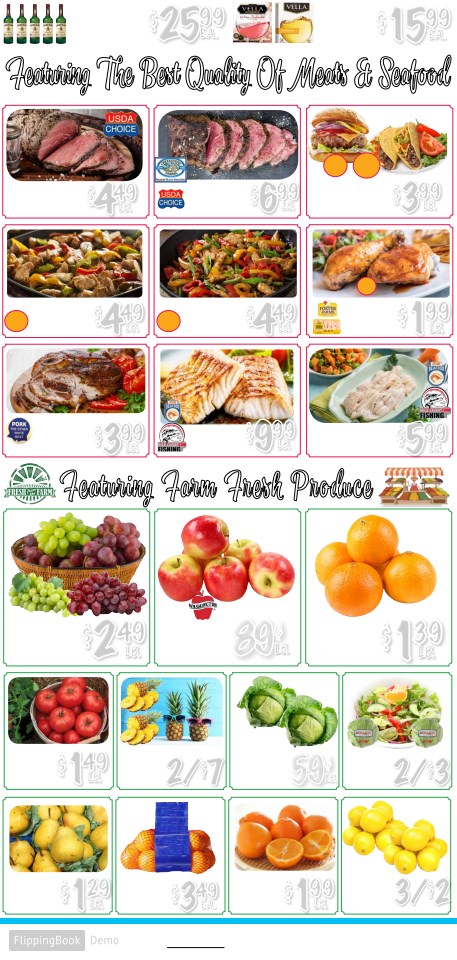 $25.99 EA.
VELLA VELLA
$15.99 EA.
Featuring The Best Quality Of Meats & Seafood
USDA CHOICE
$4.49 LB.
USDA CHOICE
$6.99 LB.
$3.99 LB.
$4.49 LB.
$4.49 LB.
FOSTER FARMS
$1.99 LB.
PORK
$3.99 LB.
FISHING
$9.99 LB.
FISHING
$5.99 LB.
FRESH FARM
Featuring Farm Fresh Produce
$2.49 LB.
WASHINGTON
89¢ LB.
$1.39 LB.
$1.49 LB.
2/$7
59¢ LB.
2/$3
$1.29 LB.
$3.49 EA.
$1.99 LB.
3/$2
FlippingBook Demo